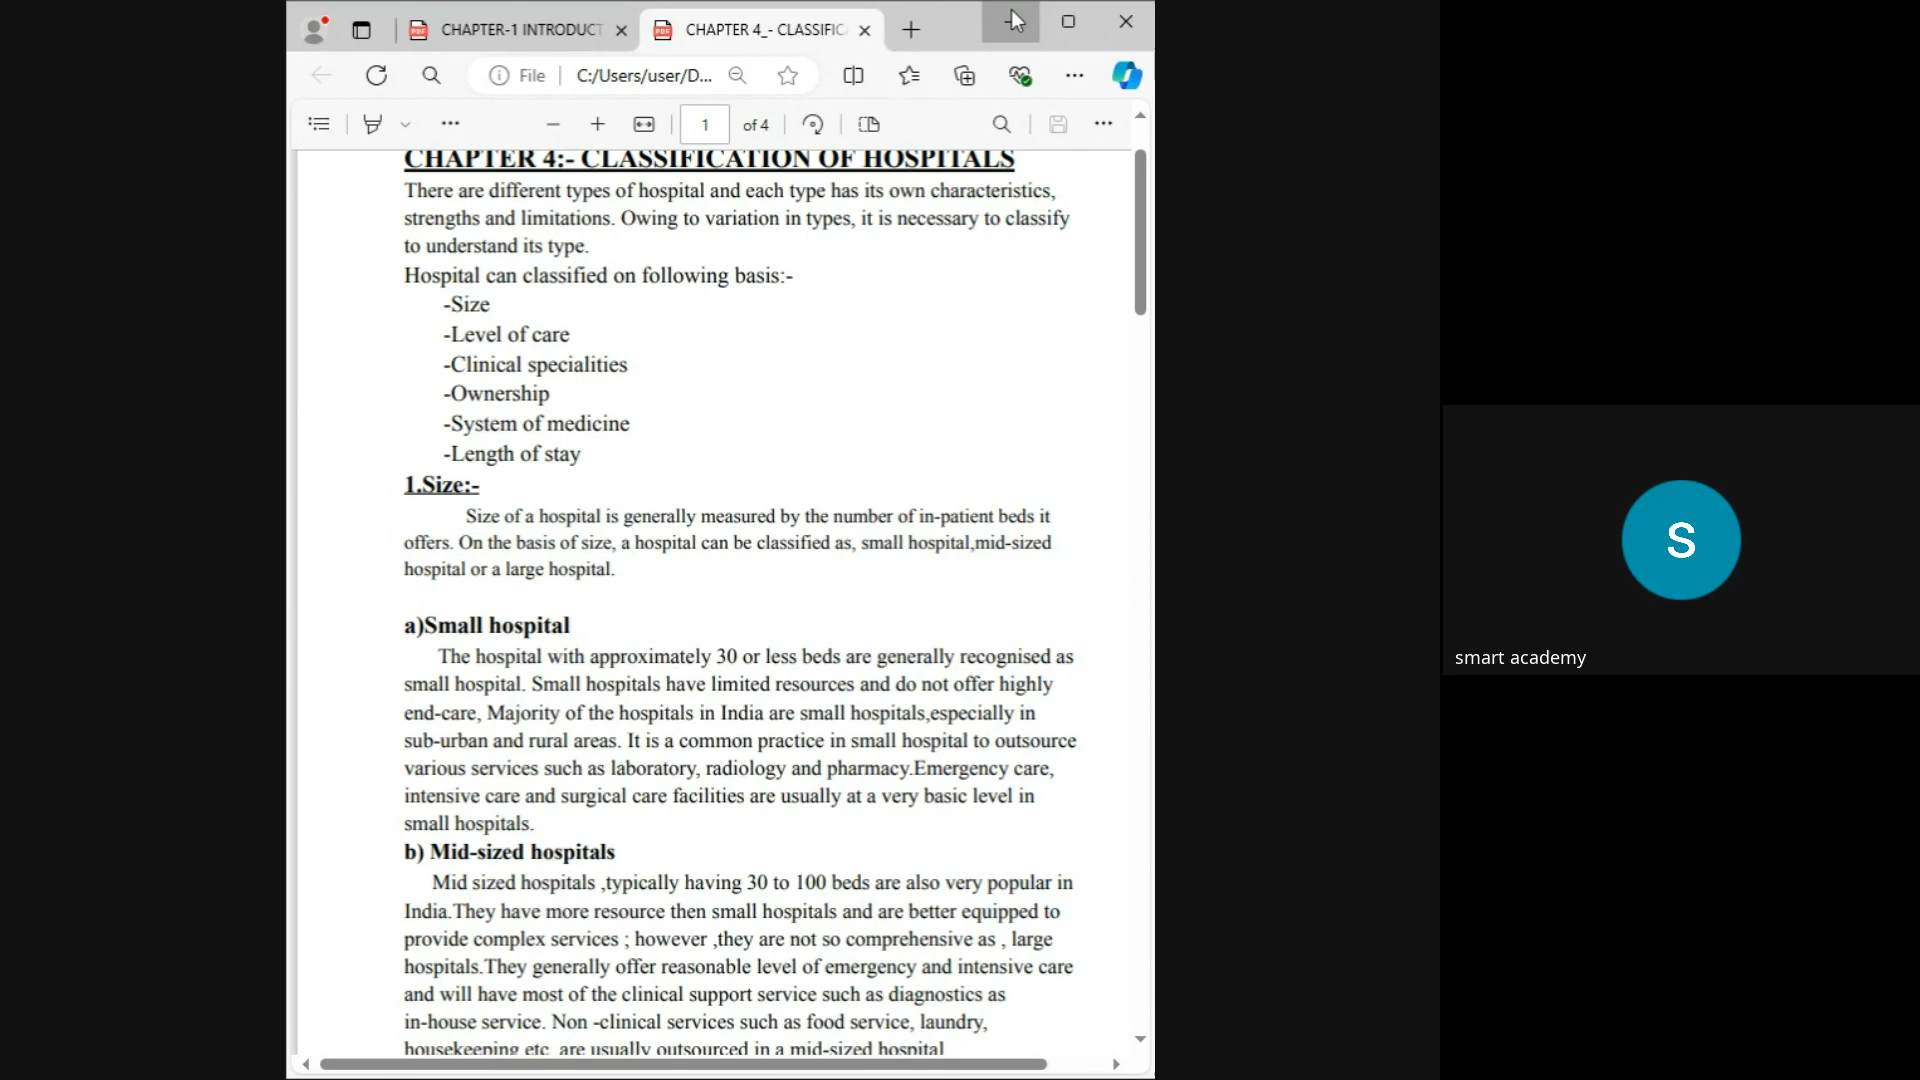 CHAPTER-1 INTRODUCT
CHAPTER 4_- CLASSIFIC
File
C:/Users/user/D...
1
of 4
CHAPTER 4:- CLASSIFICATION OF HOSPITALS
There are different types of hospital and each type has its own characteristics,
strengths and limitations. Owing to variation in types, it is necessary to classify
to understand its type.
Hospital can classified on following basis:-
-Size
-Level of care
-Clinical specialities
-Ownership
-System of medicine
-Length of stay
1.Size:-
Size of a hospital is generally measured by the number of in-patient beds it
offers. On the basis of size, a hospital can be classified as, small hospital,mid-sized
hospital or a large hospital.
a)Small hospital
The hospital with approximately 30 or less beds are generally recognised as
small hospital. Small hospitals have limited resources and do not offer highly
end-care, Majority of the hospitals in India are small hospitals,especially in
sub-urban and rural areas. It is a common practice in small hospital to outsource
various services such as laboratory, radiology and pharmacy.Emergency care,
intensive care and surgical care facilities are usually at a very basic level in
small hospitals.
b) Mid-sized hospitals
Mid sized hospitals ,typically having 30 to 100 beds are also very popular in
India.They have more resource then small hospitals and are better equipped to
provide complex services ; however ,they are not so comprehensive as , large
hospitals.They generally offer reasonable level of emergency and intensive care
and will have most of the clinical support service such as diagnostics as
in-house service. Non -clinical services such as food service, laundry,
housekeeping etc. are usually outsourced in a mid-sized hospital
S
smart academy